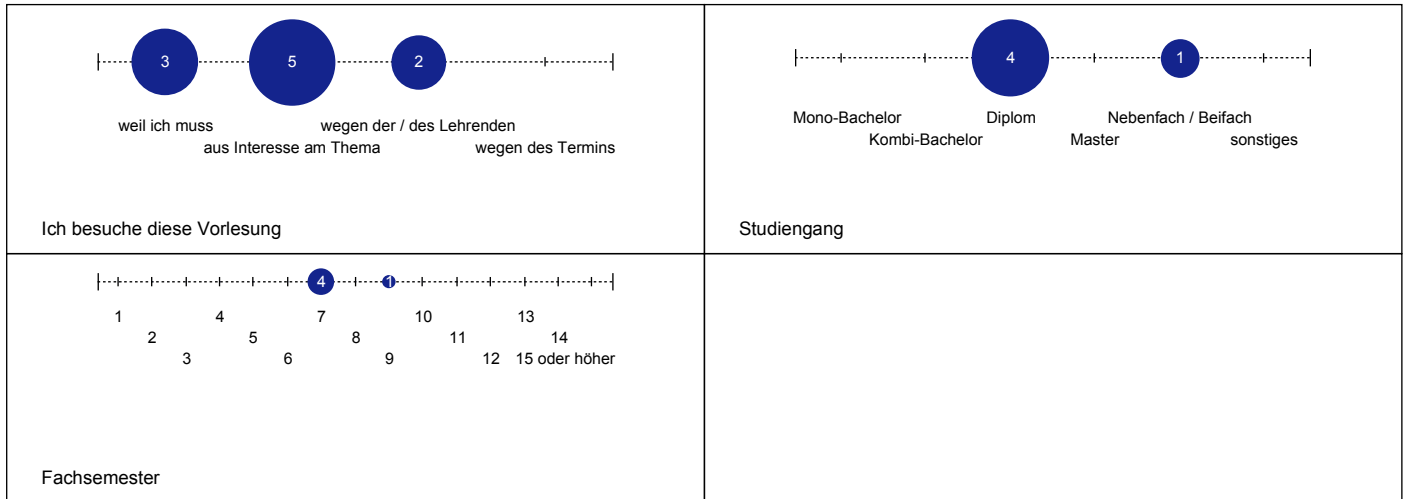 3 5 2
weil ich muss wegen der / des Lehrenden
aus Interesse am Thema wegen des Termins
Ich besuche diese Vorlesung
4 1
Mono-Bachelor Diplom Nebenfach / Beifach
Kombi-Bachelor Master sonstiges
Studiengang
4 1
1 4 7 10 13
2 5 8 11 14
3 6 9 12 15 oder höher
Fachsemester